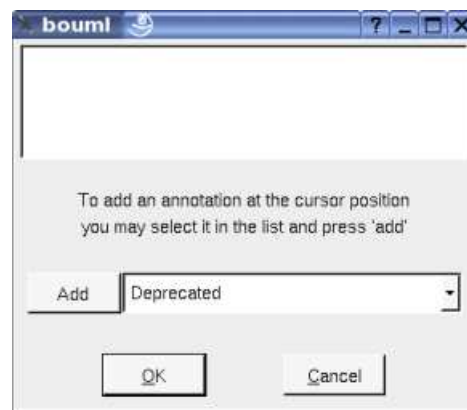 bouml
To add an annotation at the cursor position
you may select it in the list and press 'add'
Add
Deprecated
OK
Cancel